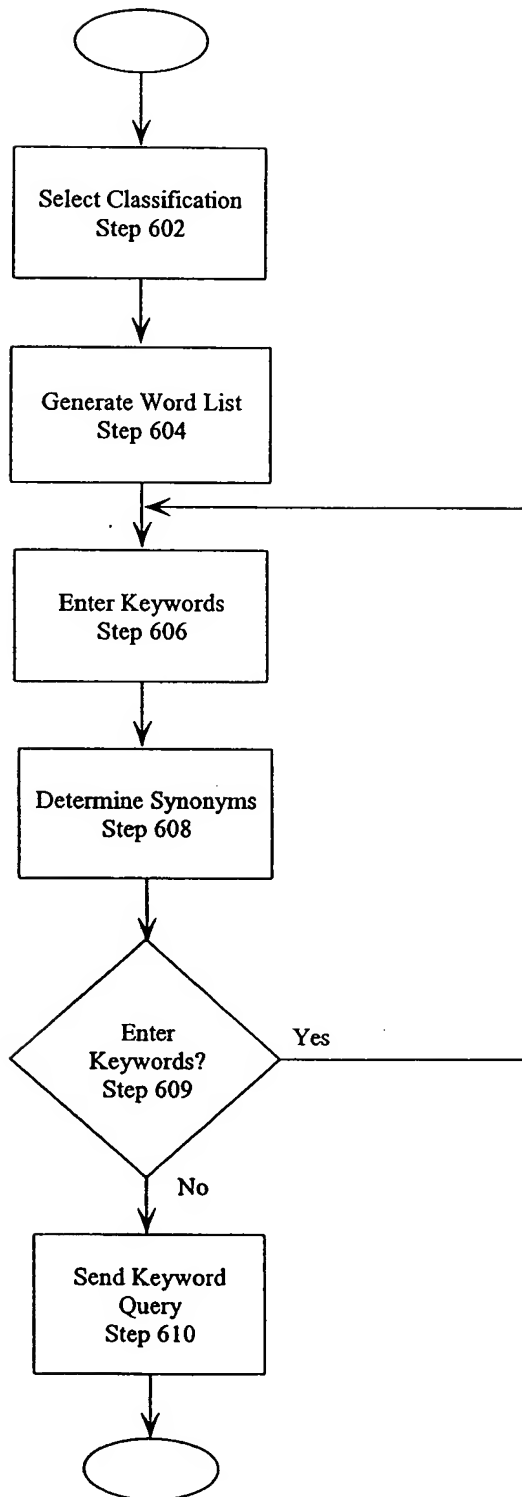 Select Classification
Step 602
Generate Word List
Step 604
Enter Keywords
Step 606
Determine Synonyms
Step 608
Enter
Keywords?
Step 609
Yes
No
Send Keyword
Query
Step 610